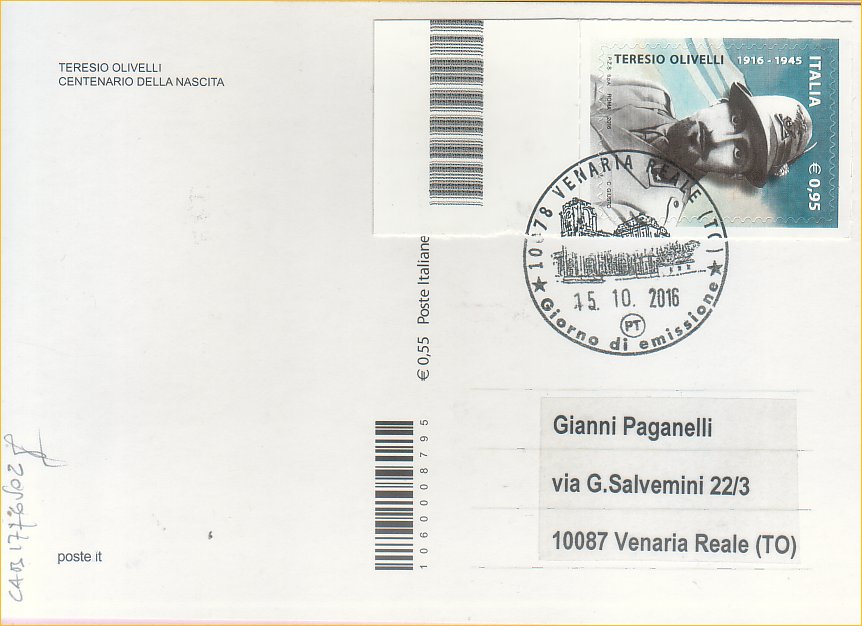 TERESIO OLIVELLI
CENTENARIO DELLA NASCITA
TERESIO OLIVELLI 1916 - 1945
ITALIA
€ 0,95
10078 VENARIA REALE (TO)
15. 10. 2016
PT
Giorno di emissione
€ 0,55 Poste Italiane
1060008795
Gianni Paganelli
via G.Salvemini 22/3
10087 Venaria Reale (TO)
poste it